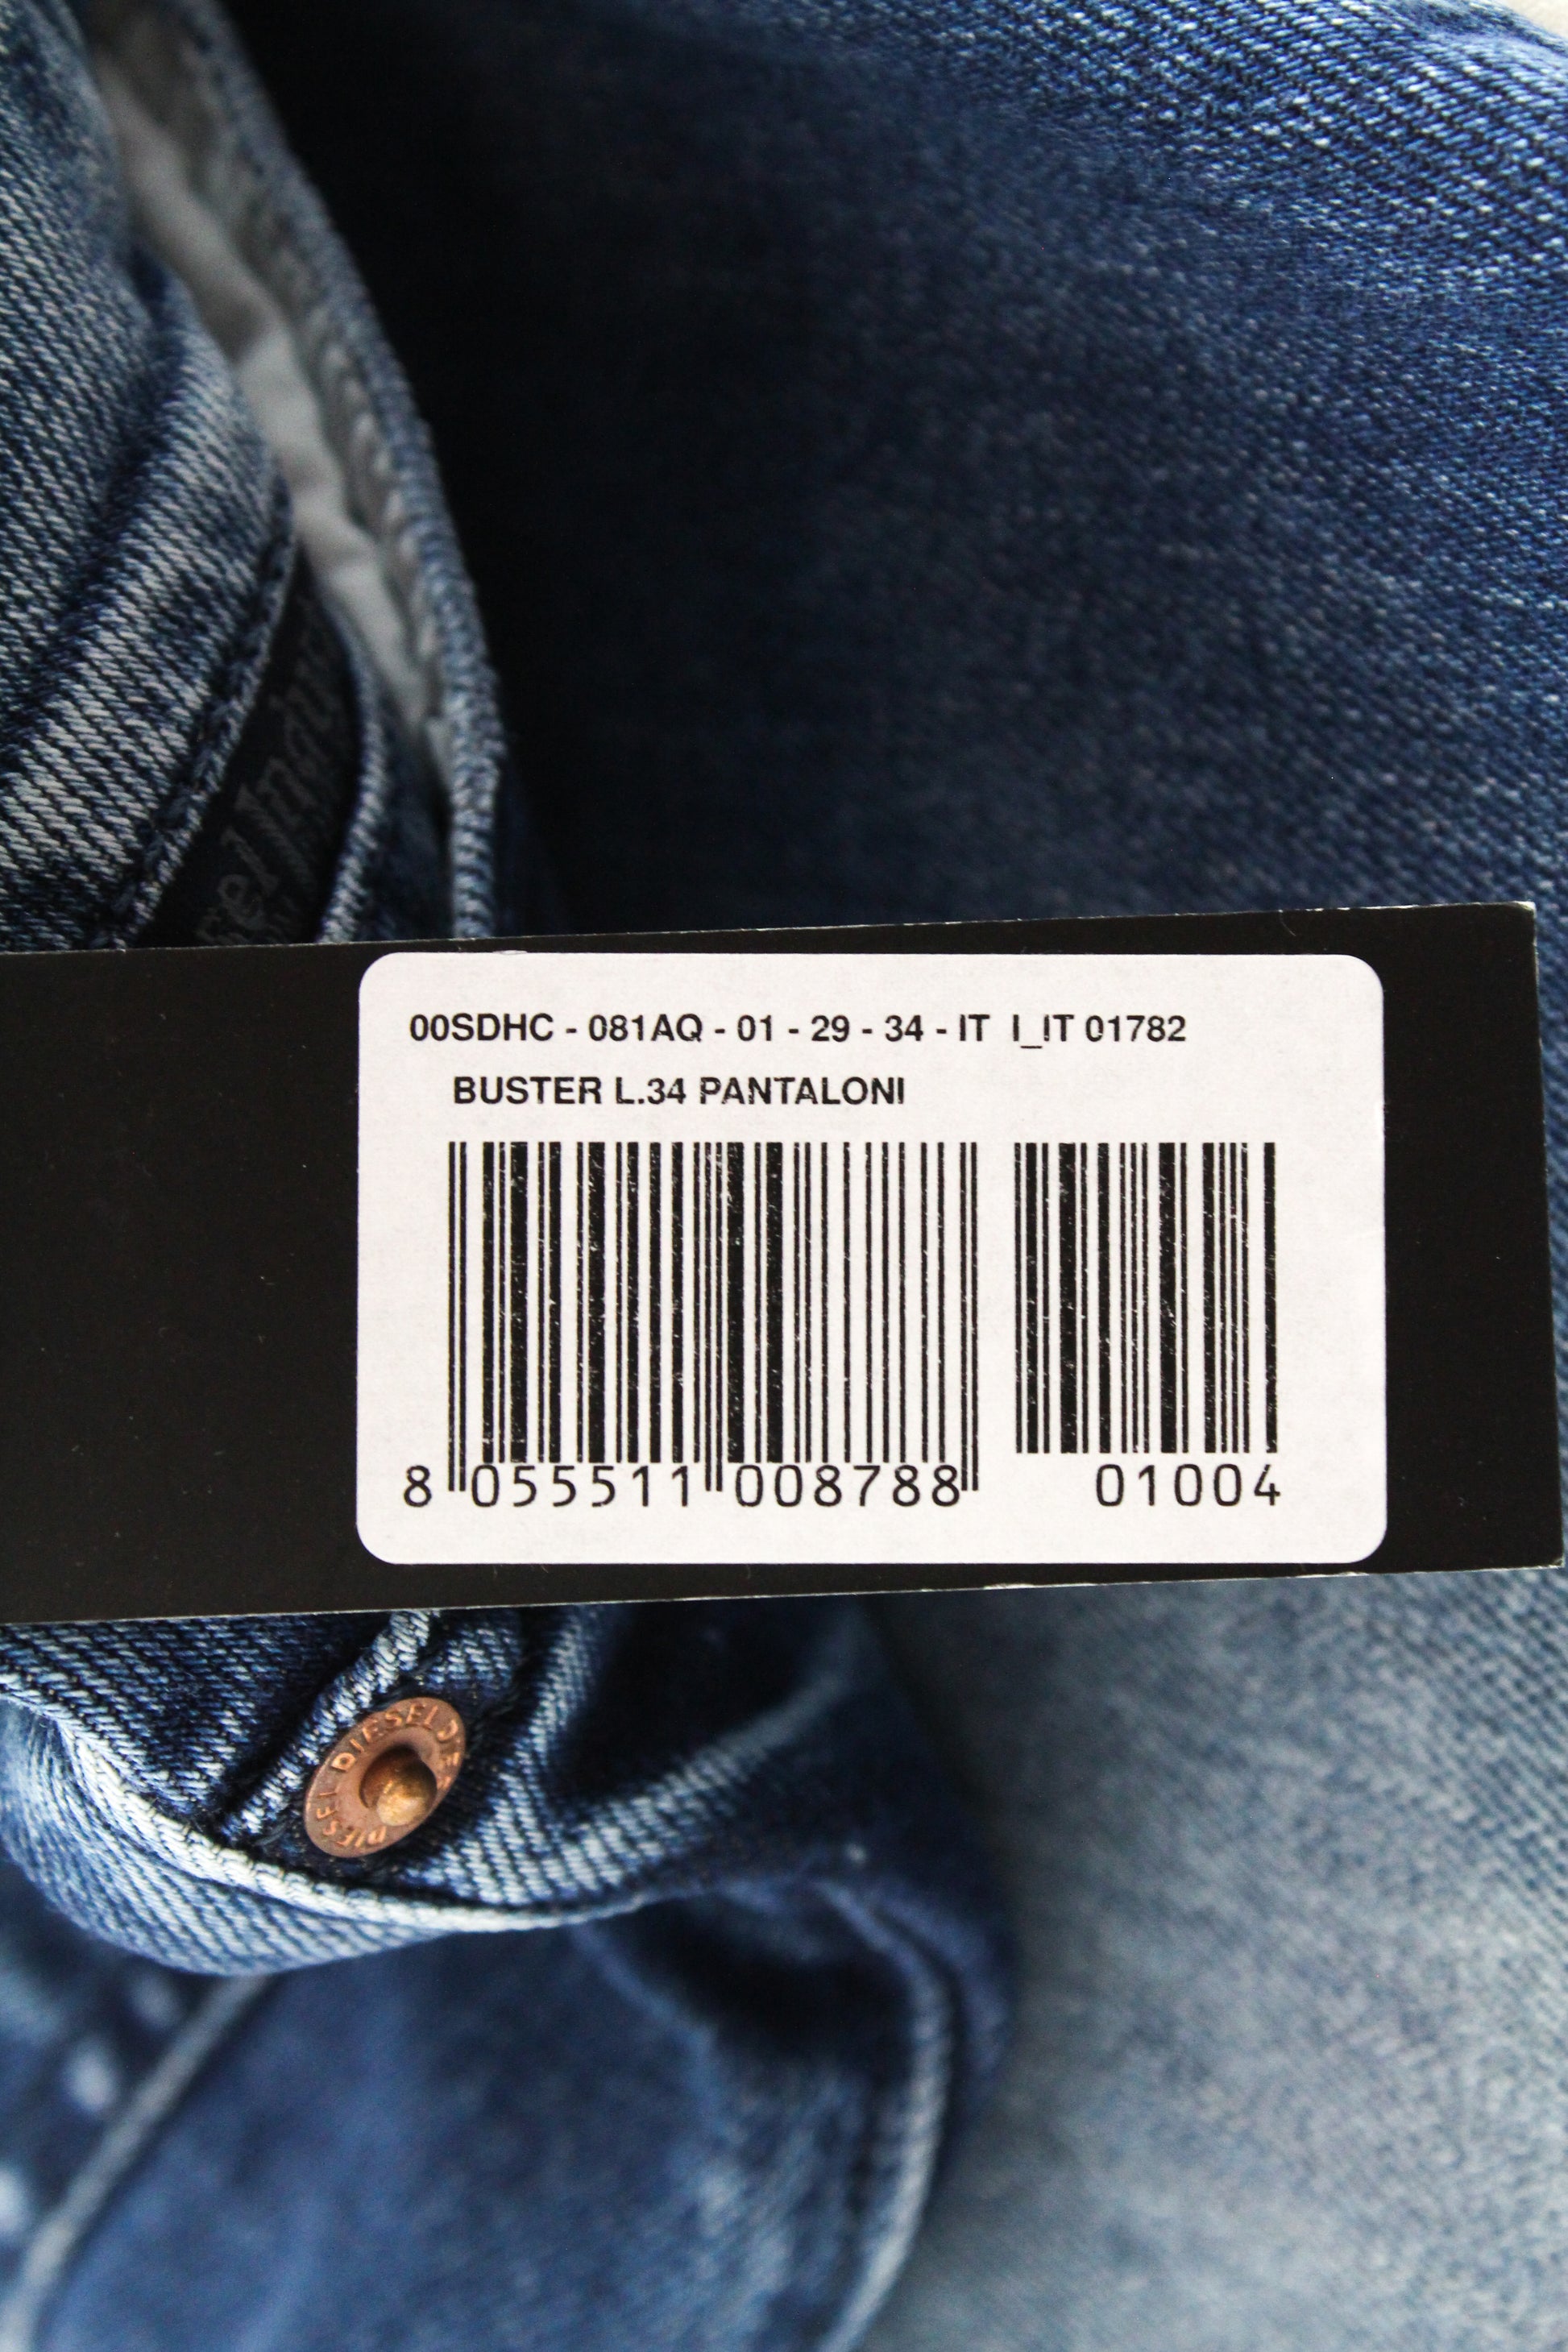 00SDHC - 081AQ - 01 - 29 - 34 - IT I_IT 01782
BUSTER L.34 PANTALONI
8 055511 008788 01004
DIESEL DIESEL